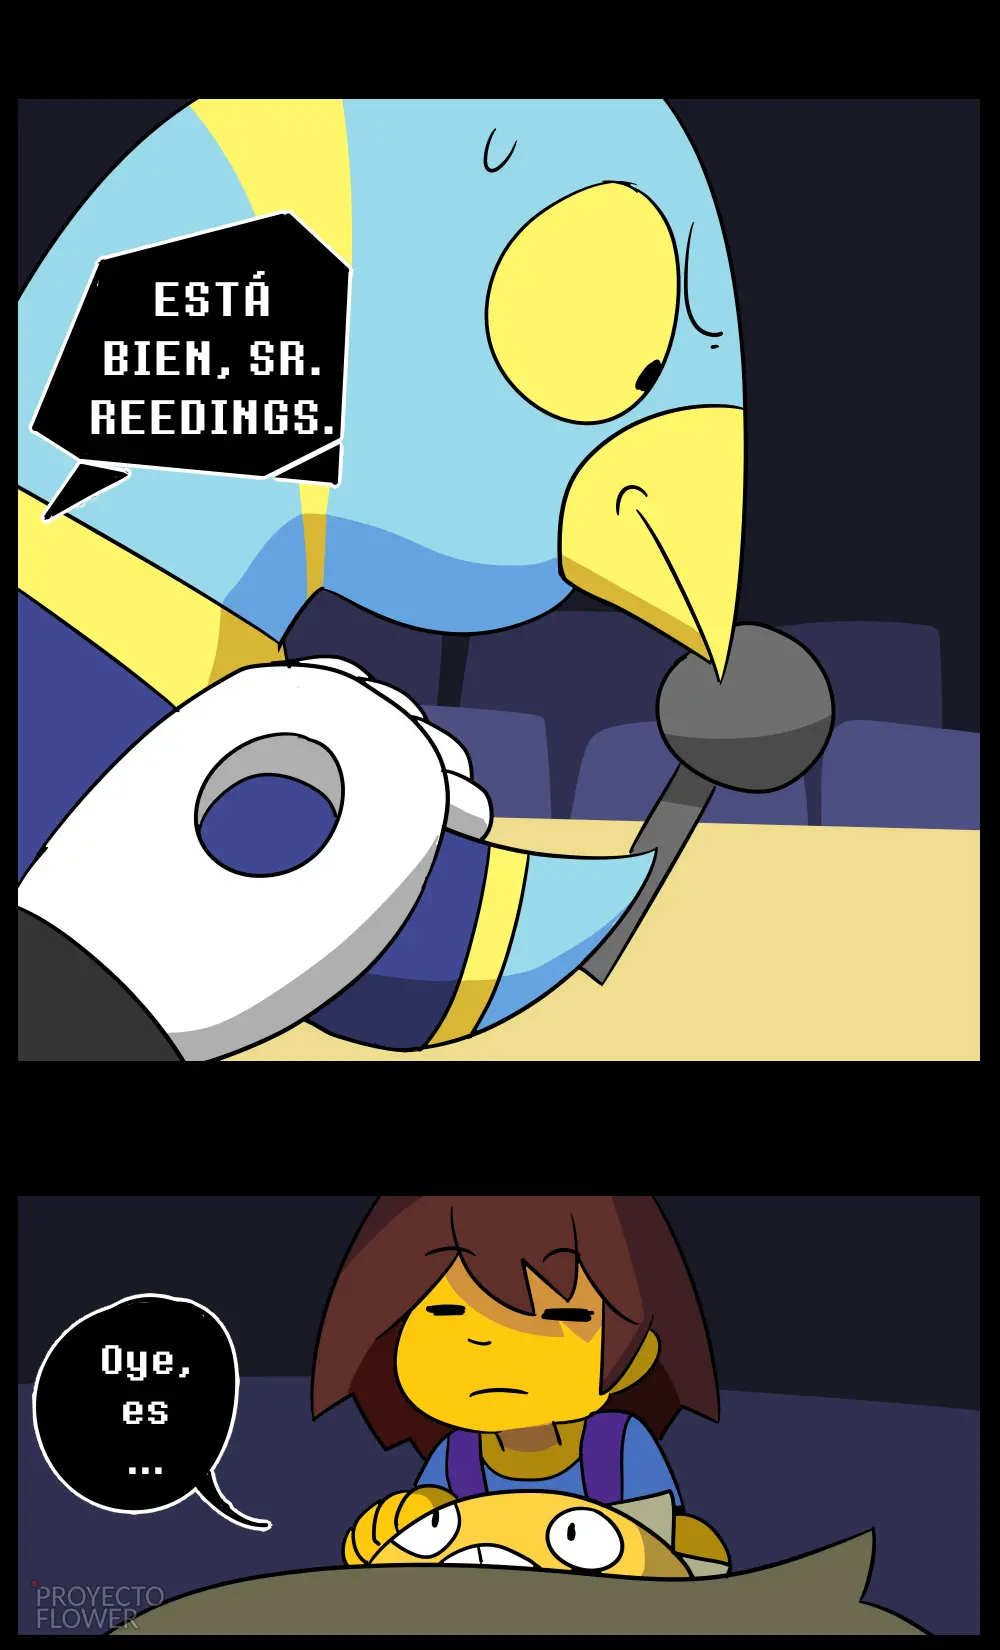 ESTÁ
BIEN, SR.
REEDINGS.
Oye,
es
...
PROYECTO
FLOWER